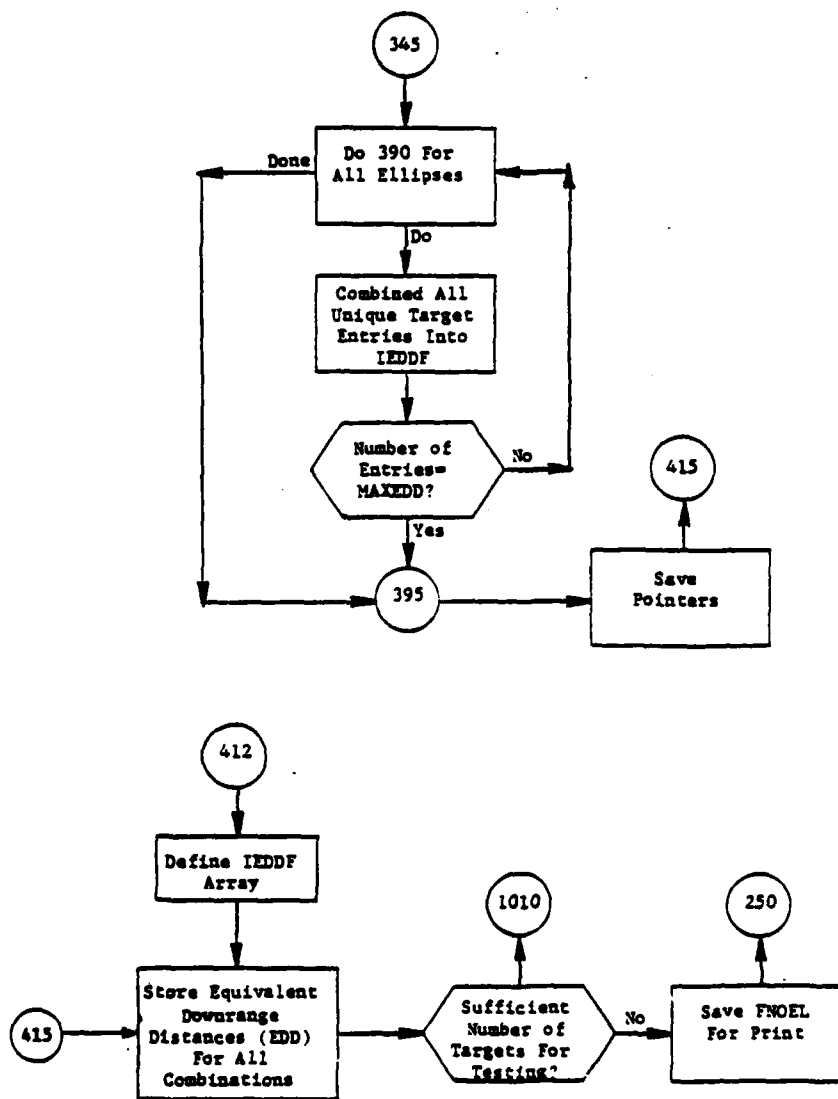 345
Done
Do 390 For
All Ellipses
Do
Combined All
Unique Target
Entries Into
IEDDF
Number of
Entries=
MAXEDD?
No
Yes
415
395
Save
Pointers
412
Define IEDDF
Array
1010
250
415
Store Equivalent
Downrange
Distances (EDD)
For All
Combinations
Sufficient
Number of
Targets For
Testing?
No
Save FNOEL
For Print